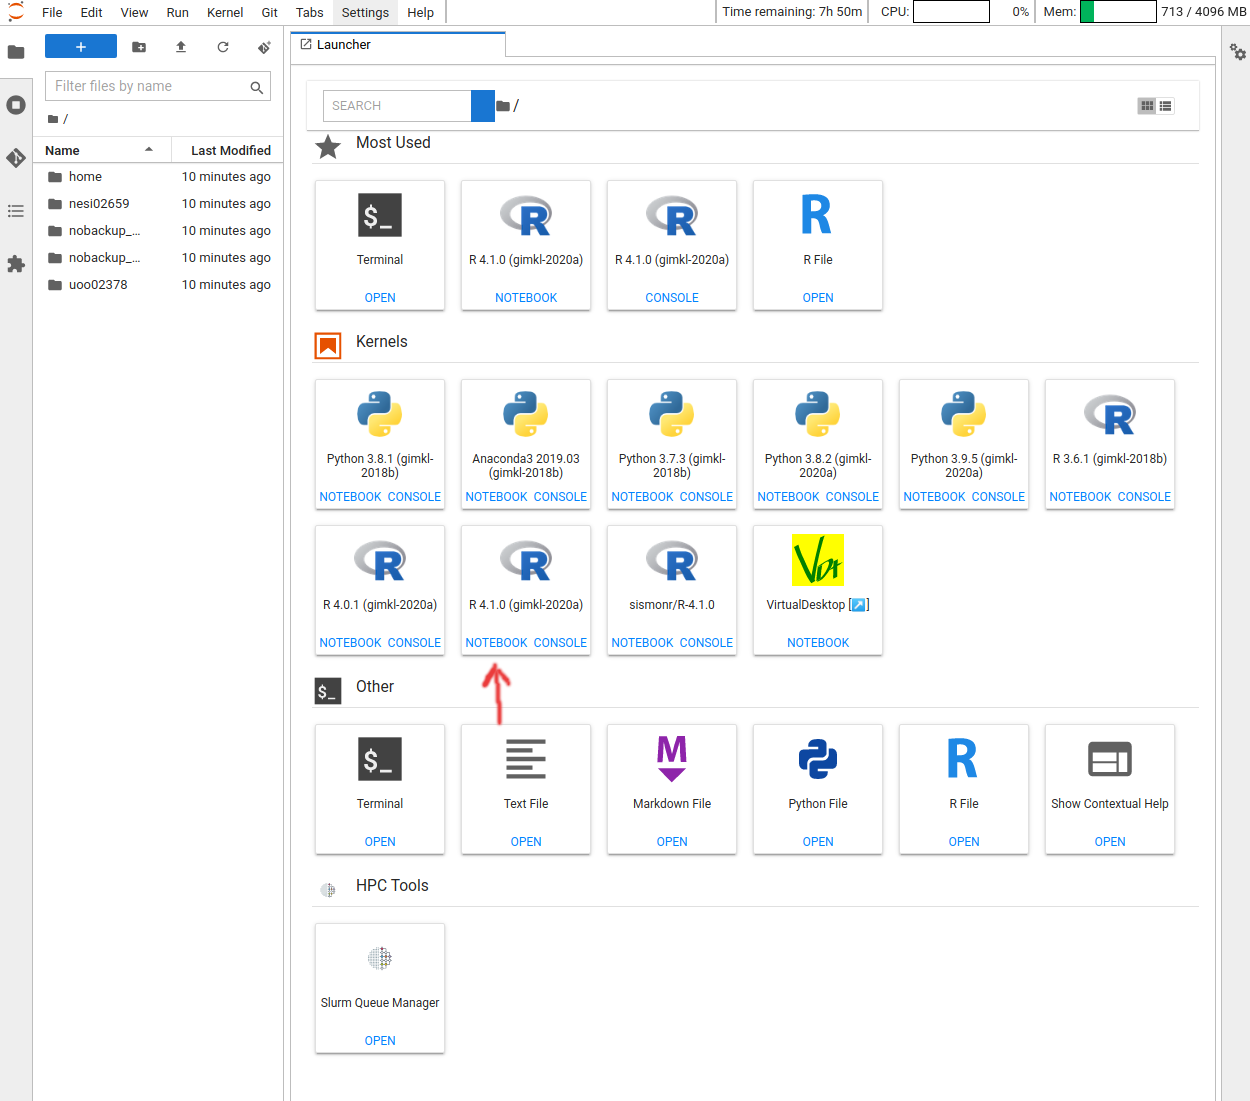 File Edit View Run Kernel Git Tabs Settings Help Time remaining: 7h 50m CPU: 0% Mem: 713 / 4096 MB
+
Filter files by name
/
Name Last Modified
home 10 minutes ago
nesi02659 10 minutes ago
nobackup_... 10 minutes ago
nobackup_... 10 minutes ago
uoo02378 10 minutes ago
Launcher
SEARCH /
Most Used
$_ R R R
Terminal R 4.1.0 (gimkl-2020a) R 4.1.0 (gimkl-2020a) R File
OPEN NOTEBOOK CONSOLE OPEN
Kernels
R
Python 3.8.1 (gimkl- Anaconda3 2019.03 Python 3.7.3 (gimkl- Python 3.8.2 (gimkl- Python 3.9.5 (gimkl- R 3.6.1 (gimkl-2018b)
2018b) (gimkl-2018b) 2018b) 2020a) 2020a)
NOTEBOOK CONSOLE NOTEBOOK CONSOLE NOTEBOOK CONSOLE NOTEBOOK CONSOLE NOTEBOOK CONSOLE NOTEBOOK CONSOLE
R R R Vdt
R 4.0.1 (gimkl-2020a) R 4.1.0 (gimkl-2020a) sismonr/R-4.1.0 VirtualDesktop [↗]
NOTEBOOK CONSOLE NOTEBOOK CONSOLE NOTEBOOK CONSOLE NOTEBOOK
$_ Other
$_ M R
Terminal Text File Markdown File Python File R File Show Contextual Help
OPEN OPEN OPEN OPEN OPEN OPEN
HPC Tools
Slurm Queue Manager
OPEN